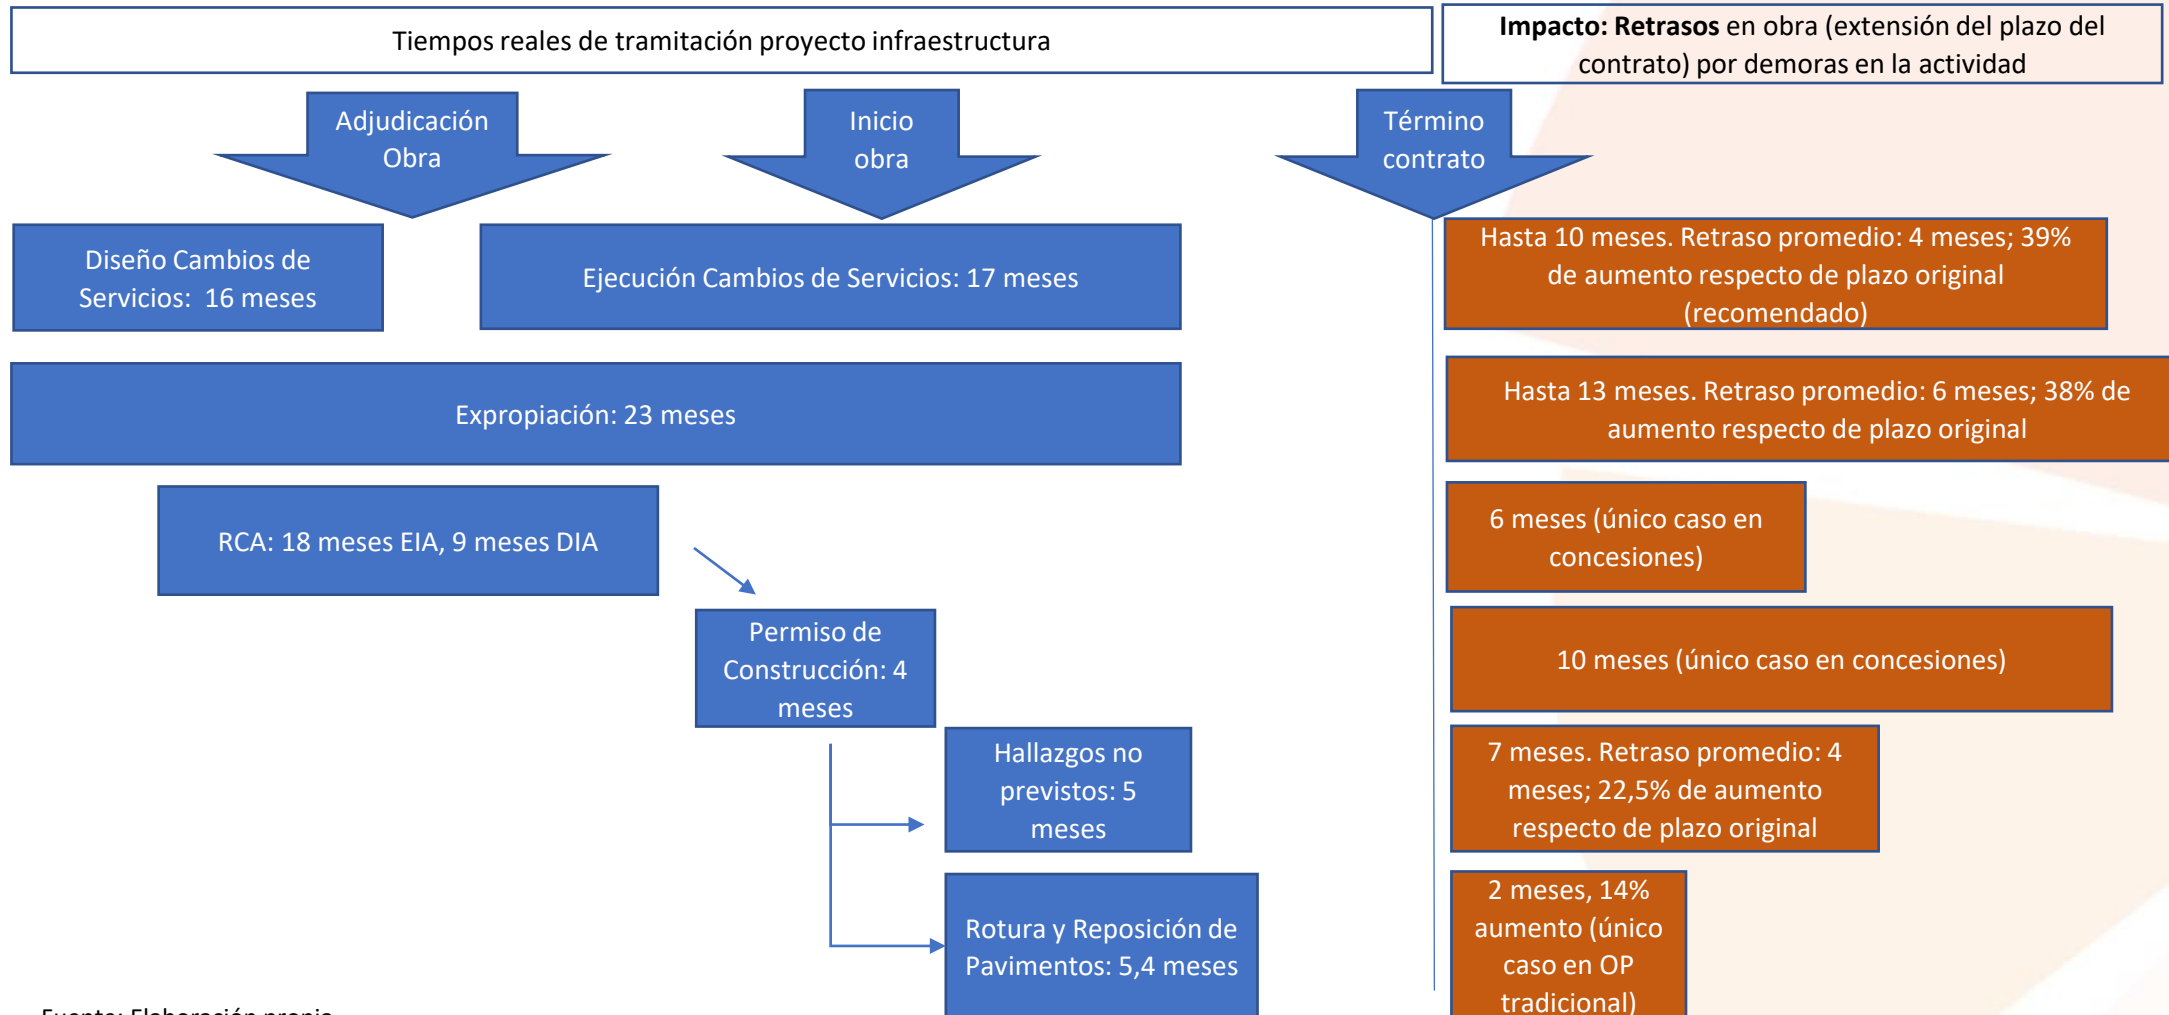 Tiempos reales de tramitación proyecto infraestructura
Impacto: Retrasos en obra (extensión del plazo del
contrato) por demoras en la actividad
Adjudicación
Obra
Inicio
obra
Término
contrato
Diseño Cambios de
Servicios: 16 meses
Ejecución Cambios de Servicios: 17 meses
Hasta 10 meses. Retraso promedio: 4 meses; 39%
de aumento respecto de plazo original
(recomendado)
Expropiación: 23 meses
Hasta 13 meses. Retraso promedio: 6 meses; 38% de
aumento respecto de plazo original
RCA: 18 meses EIA, 9 meses DIA
6 meses (único caso en
concesiones)
Permiso de
Construcción: 4
meses
10 meses (único caso en concesiones)
Hallazgos no
previstos: 5
meses
7 meses. Retraso promedio: 4
meses; 22,5% de aumento
respecto de plazo original
Rotura y Reposición de
Pavimentos: 5,4 meses
2 meses, 14%
aumento (único
caso en OP
tradicional)
Fuente: Elaboración propia